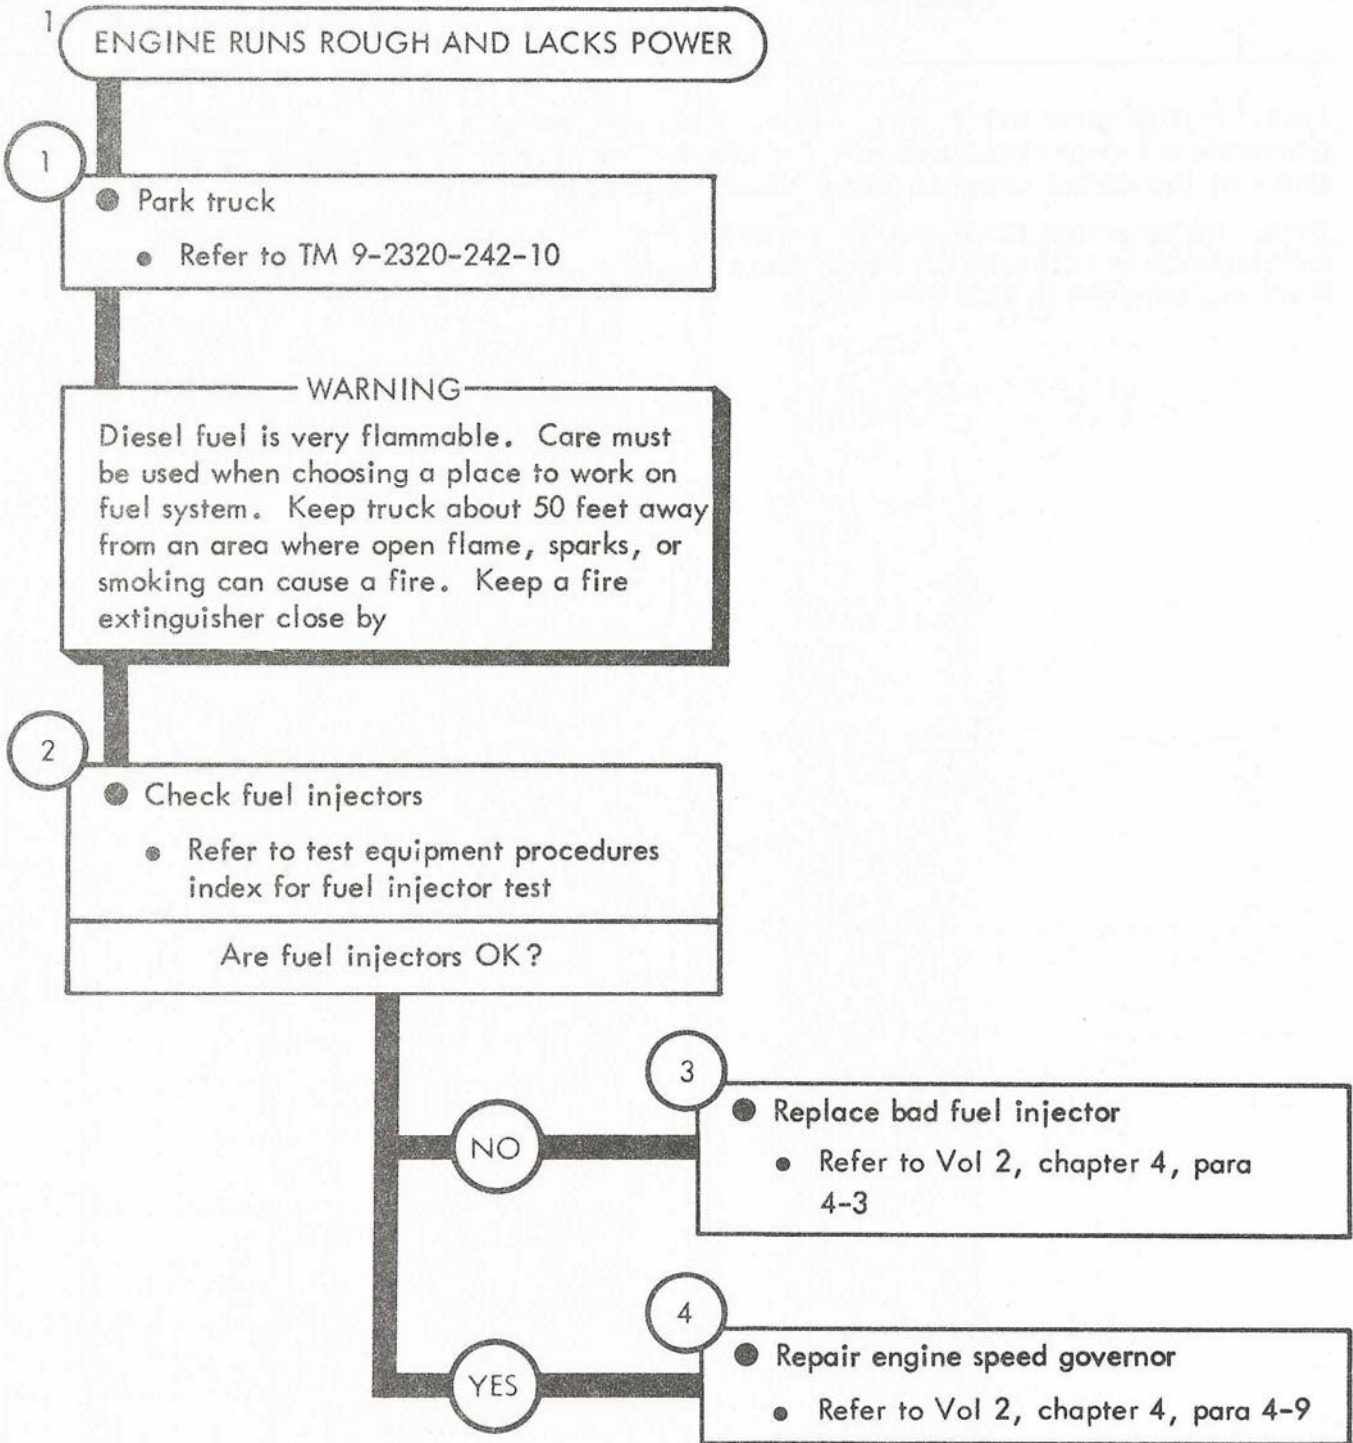 1
ENGINE RUNS ROUGH AND LACKS POWER
1
Park truck
Refer to TM 9-2320-242-10
WARNING
Diesel fuel is very flammable. Care must
be used when choosing a place to work on
fuel system. Keep truck about 50 feet away
from an area where open flame, sparks, or
smoking can cause a fire. Keep a fire
extinguisher close by
2
Check fuel injectors
Refer to test equipment procedures
index for fuel injector test
Are fuel injectors OK?
3
NO
Replace bad fuel injector
Refer to Vol 2, chapter 4, para
4-3
4
YES
Repair engine speed governor
Refer to Vol 2, chapter 4, para 4-9